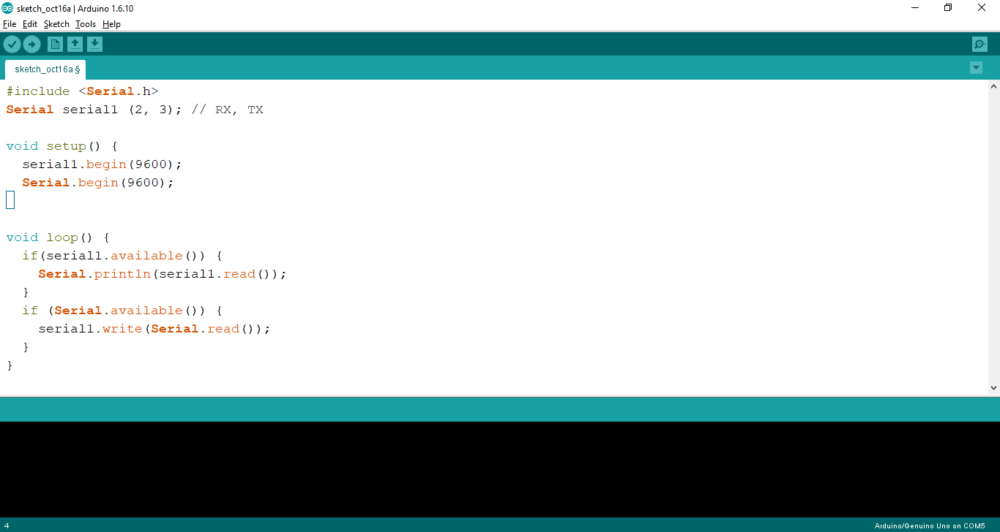 sketch_oct16a | Arduino 1.6.10
File Edit Sketch Tools Help
sketch_oct16a §
#include <Serial.h>
Serial serial1 (2, 3); // RX, TX
void setup() {
serial1.begin(9600);
Serial.begin(9600);
void loop() {
if(serial1.available()) {
Serial.println(serial1.read());
}
if (Serial.available()) {
serial1.write(Serial.read());
}
}
4
Arduino/Genuino Uno on COM5